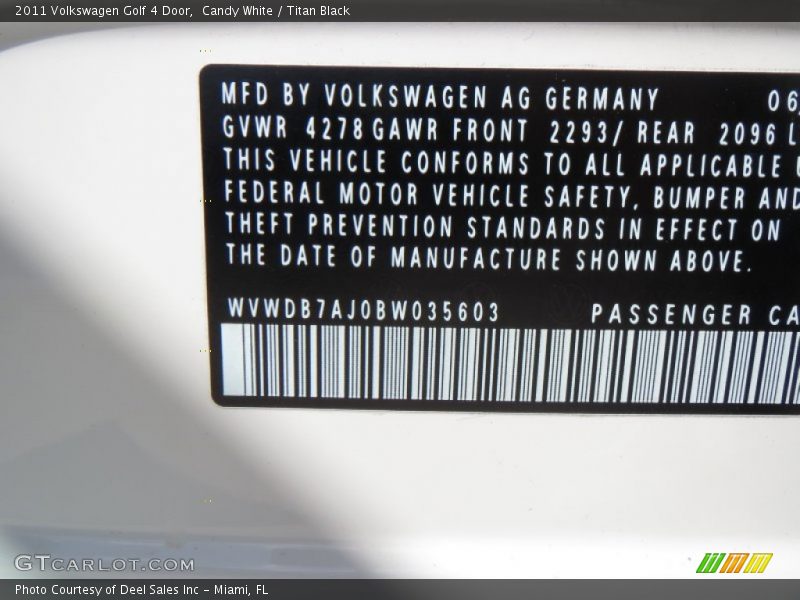 2011 Volkswagen Golf 4 Door, Candy White / Titan Black
MFD BY VOLKSWAGEN AG GERMANY 06
GVWR 4278 GAWR FRONT 2293/ REAR 2096 L
THIS VEHICLE CONFORMS TO ALL APPLICABLE
FEDERAL MOTOR VEHICLE SAFETY, BUMPER AND
THEFT PREVENTION STANDARDS IN EFFECT ON
THE DATE OF MANUFACTURE SHOWN ABOVE.
WVWDB7AJ0BW035603 PASSENGER CA
GTCARLOT.COM
Photo Courtesy of Deel Sales Inc - Miami, FL